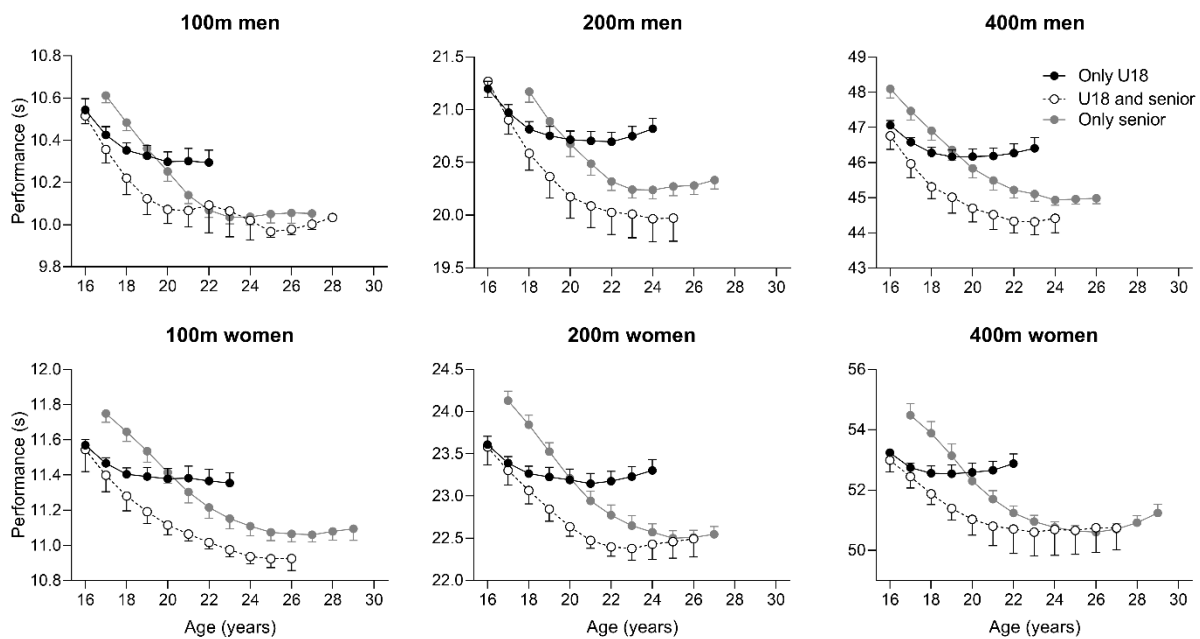 100m men
200m men
400m men
Performance (s)
10.8
10.6
10.4
10.2
10.0
9.8
16 18 20 22 24 26 28 30
21.5
21.0
20.5
20.0
19.5
16 18 20 22 24 26 28 30
49
48
47
46
45
44
43
16 18 20 22 24 26 28 30
Only U18
U18 and senior
Only senior
100m women
200m women
400m women
Performance (s)
12.0
11.8
11.6
11.4
11.2
11.0
10.8
16 18 20 22 24 26 28 30
Age (years)
24.5
24.0
23.5
23.0
22.5
22.0
16 18 20 22 24 26 28 30
Age (years)
56
54
52
50
16 18 20 22 24 26 28 30
Age (years)